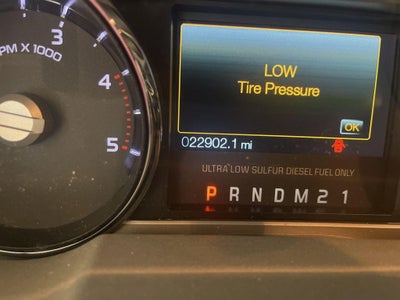 3
PM X 1000
4
5
LOW
Tire Pressure
OK
022902.1 mi
ULTRA LOW SULFUR DIESEL FUEL ONLY
P R N D M 2 1